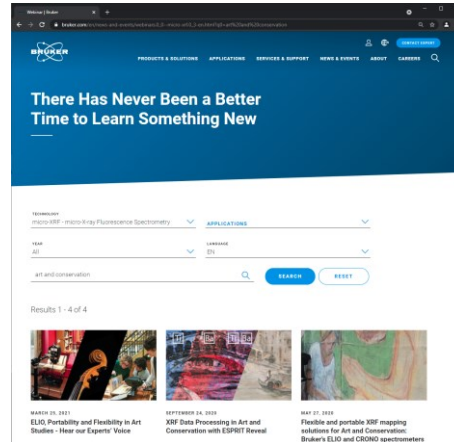 Webinar | Bruker
BRUKER
CONTACT EXPERT
PRODUCTS & SOLUTIONS APPLICATIONS SERVICES & SUPPORT NEWS & EVENTS ABOUT CAREERS
There Has Never Been a Better
Time to Learn Something New
TECHNOLOGY
micro-XRF - micro-X-ray Fluorescence Spectrometry
APPLICATIONS
YEAR
All
LANGUAGE
EN
art and conservation
SEARCH
RESET
Results 1 - 4 of 4
MARCH 25, 2021
ELIO, Portability and Flexibility in Art
Studies - Hear our Experts' Voice
SEPTEMBER 24, 2020
XRF Data Processing in Art and
Conservation with ESPRIT Reveal
MAY 27, 2020
Flexible and portable XRF mapping
solutions for Art and Conservation:
Bruker's ELIO and CRONO spectrometers